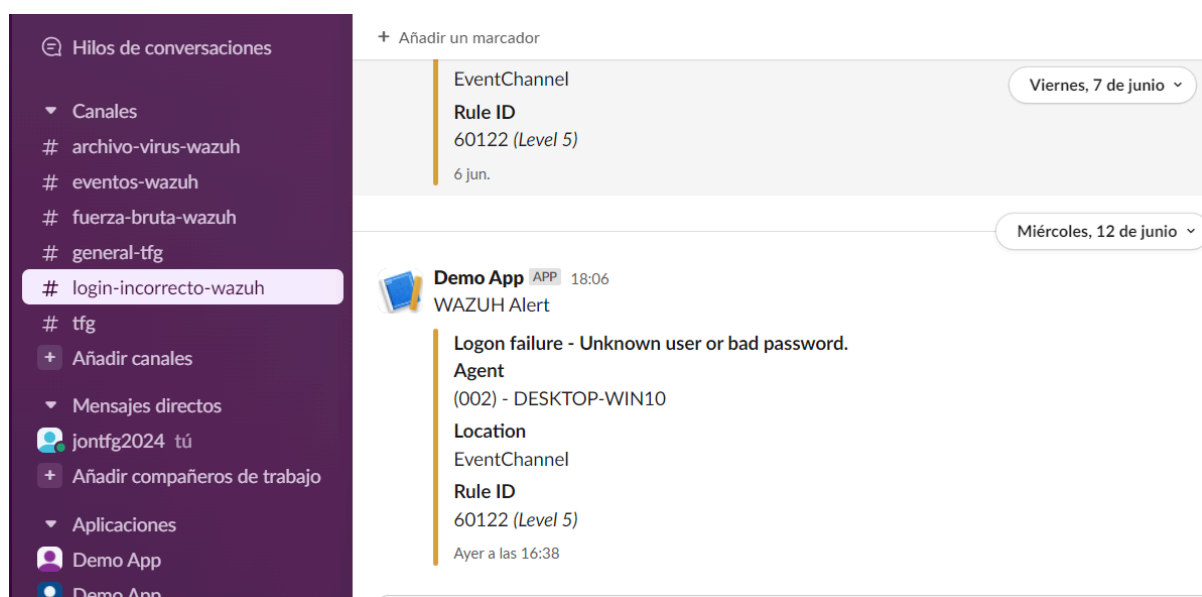 Hilos de conversaciones
Canales
# archivo-virus-wazuh
# eventos-wazuh
# fuerza-bruta-wazuh
# general-tfg
# login-incorrecto-wazuh
# tfg
+ Añadir canales
Mensajes directos
jontfg2024 tú
+ Añadir compañeros de trabajo
Aplicaciones
Demo App
Demo App
+ Añadir un marcador
EventChannel
Viernes, 7 de junio
Rule ID
60122 (Level 5)
6 jun.
Miércoles, 12 de junio
Demo App APP 18:06
WAZUH Alert
Logon failure - Unknown user or bad password.
Agent
(002) - DESKTOP-WIN10
Location
EventChannel
Rule ID
60122 (Level 5)
Ayer a las 16:38